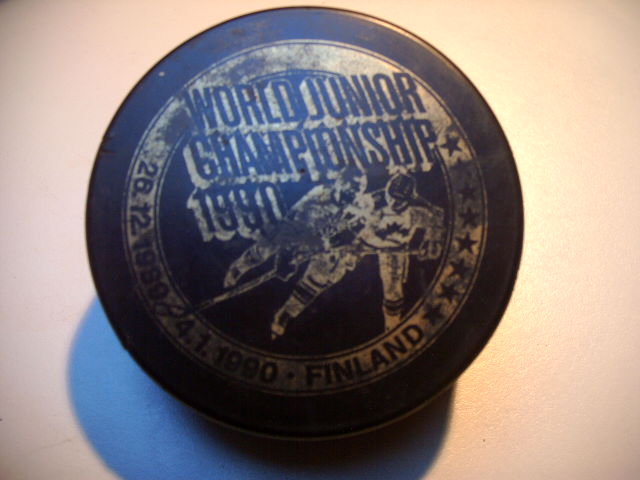 WORLD JUNIOR
CHAMPIONSHIP
1990
26.12.1989/4.1.1990 • FINLAND